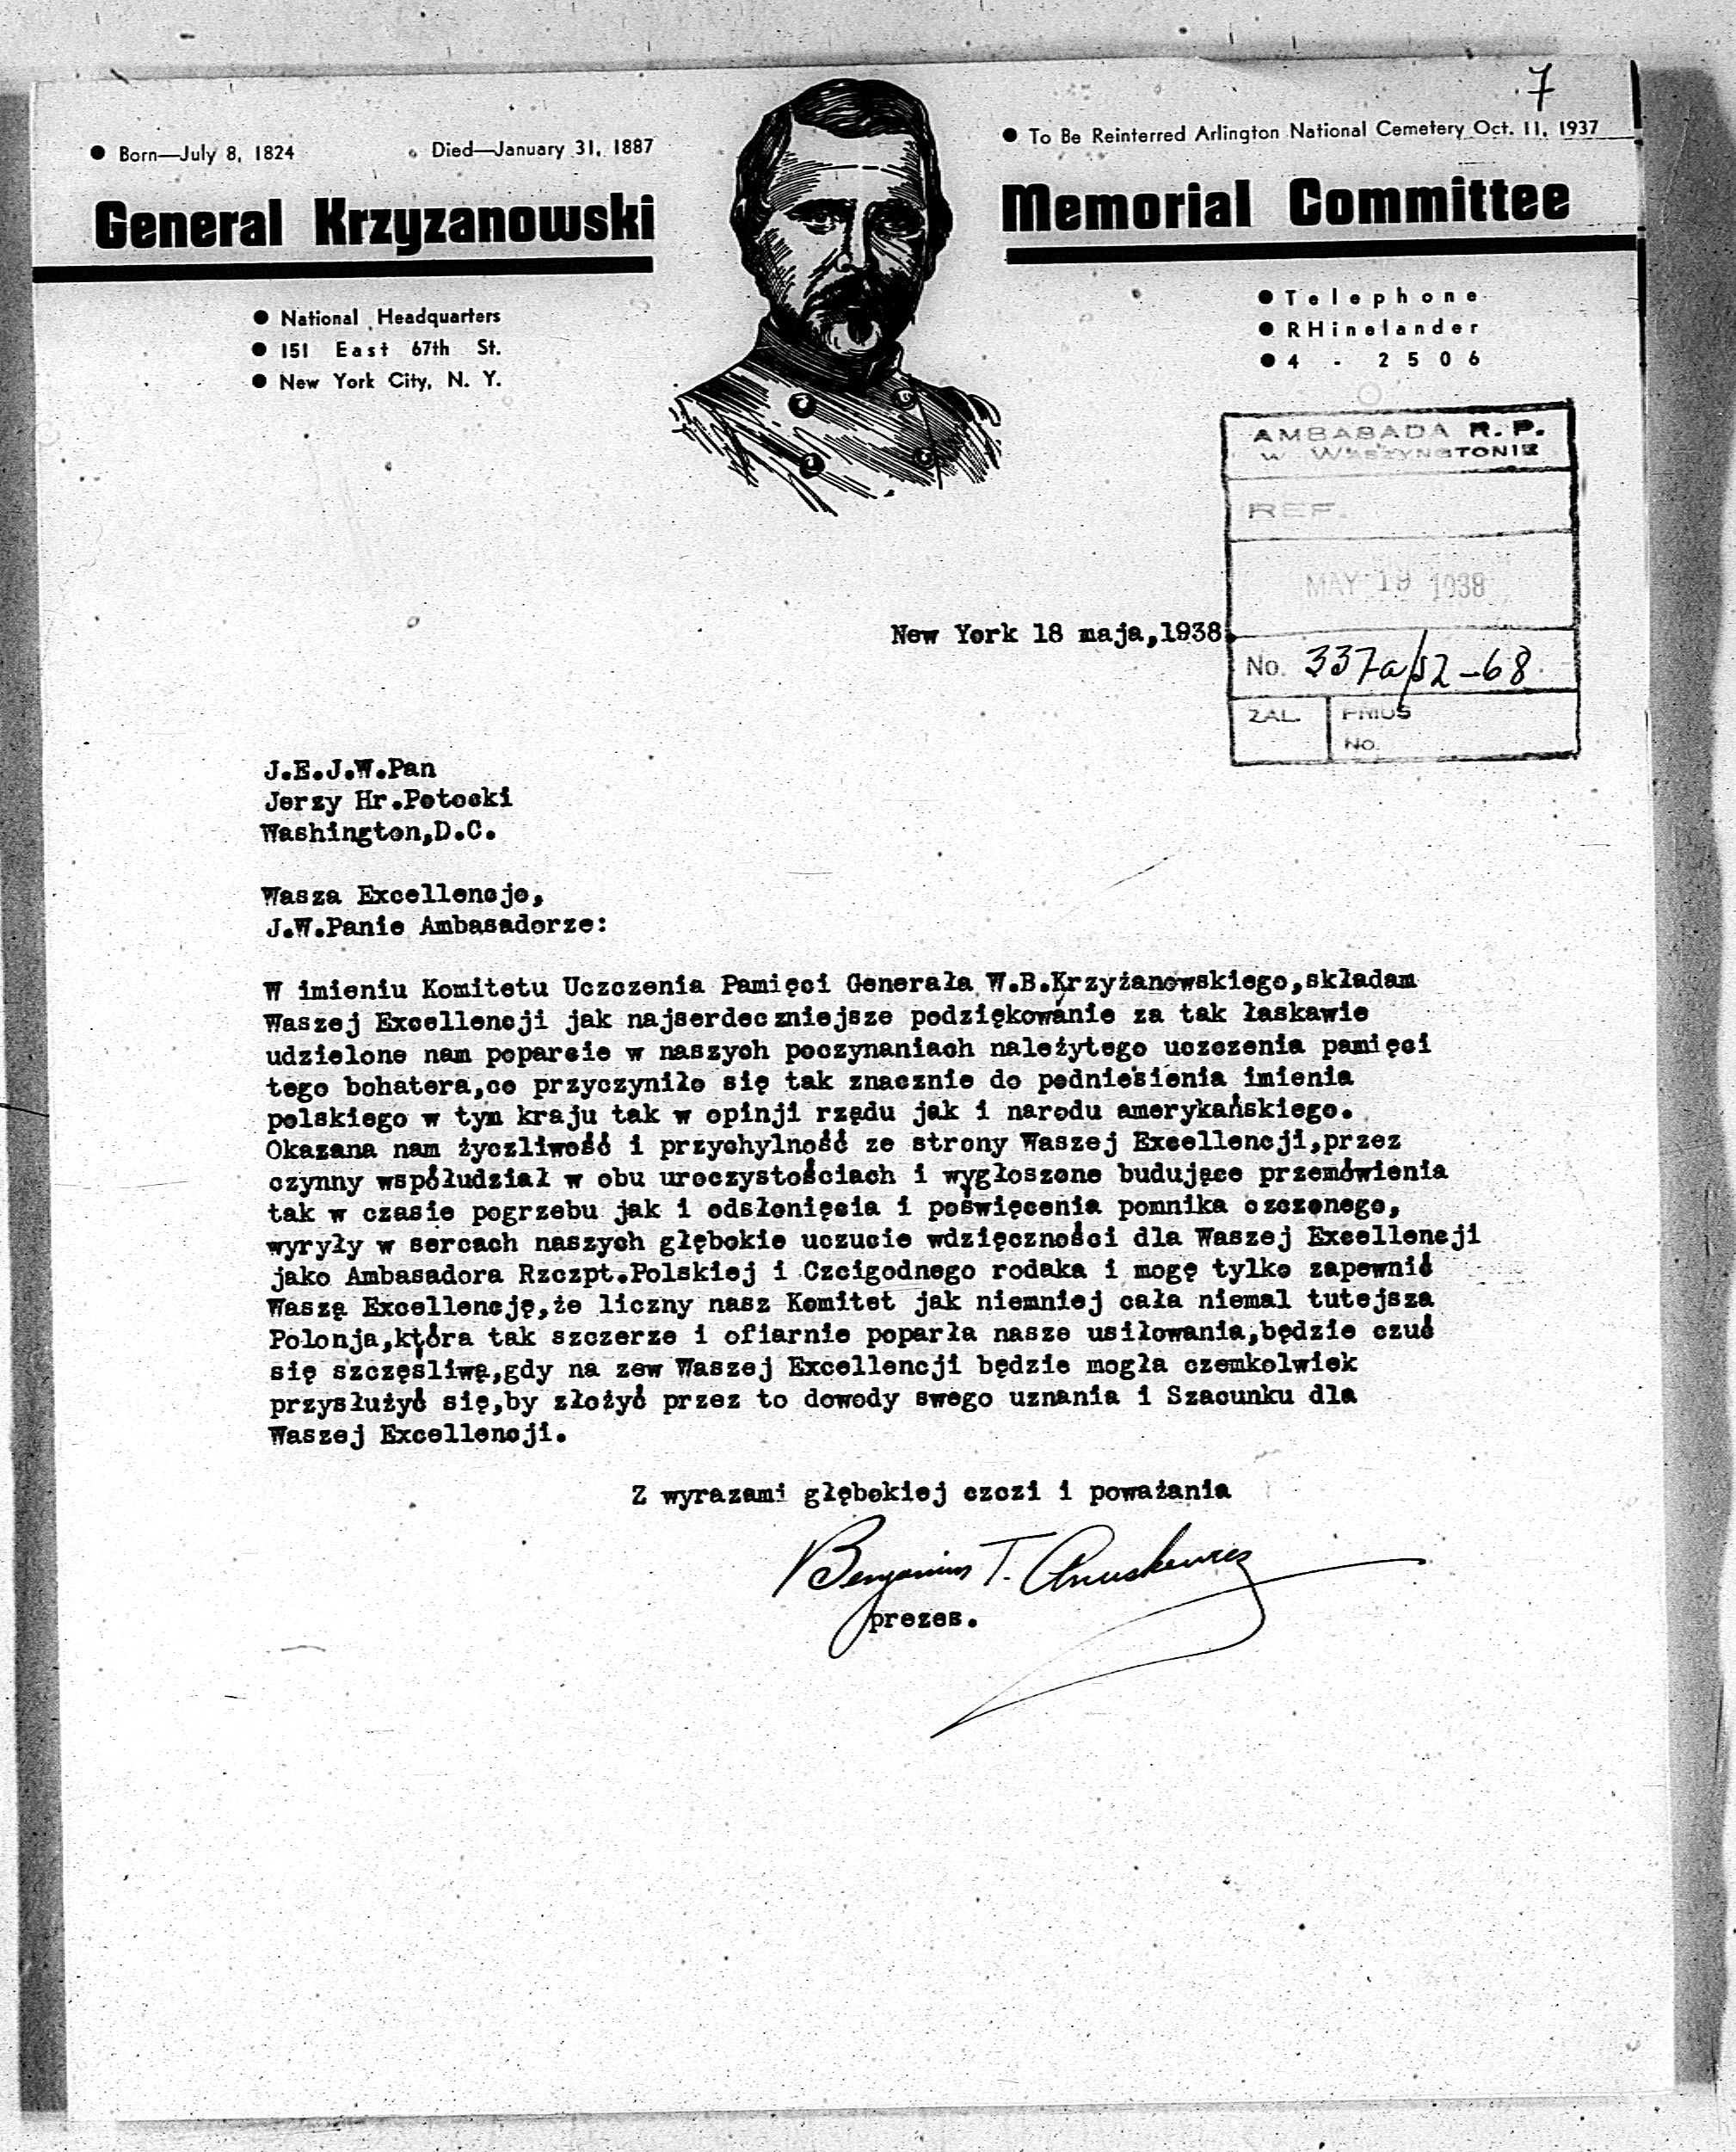 7
Born—July 8, 1824
Died—January 31, 1887
To Be Reinterred Arlington National Cemetery Oct. 11, 1937
General Krzyzanowski
Memorial Committee
National Headquarters
151 East 67th St.
New York City, N. Y.
Telephone
RHinelander
4 - 2506
AMBASADA R. P.
W WASZYNGTONIE
REF.
MAY 19 1938
No. 337a/SZ-68
ZAL. PRIUS
No.
New York 18 maja,1938.
J.E.J.W.Pan
Jerzy Hr.Potocki
Washington,D.C.
Wasza Excellencjo,
J.W.Panie Ambasadorze:
W imieniu Komitetu Uczczenia Pamięci Generała W.B.Krzyżanowskiego,składam
Waszej Excellencji jak najserdeczniejsze podziękowanie za tak łaskawie
udzielone nam poparcie w naszych poczynaniach należytego uczczenia pamięci
tego bohatera,co przyczyniło się tak znacznie do podniesienia imienia
polskiego w tym kraju tak w opinji rządu jak i narodu amerykańskiego.
Okazana nam życzliwość i przychylność ze strony Waszej Excellencji,przez
czynny współudział w obu uroczystościach i wygłoszone budujące przemówienia
tak w czasie pogrzebu jak i odsłonięcia i poświęcenia pomnika czczonego,
wyryły w sercach naszych głębokie uczucie wdzięczności dla Waszej Excellencji
jako Ambasadora Rzczpt.Polskiej i Czcigodnego rodaka i mogę tylko zapewnić
Waszą Excellencję,że liczny nasz Komitet jak niemniej cała niemal tutejsza
Polonja,która tak szczerze i ofiarnie poparła nasze usiłowania,będzie czuć
się szczęśliwą,gdy na zew Waszej Excellencji będzie mogła czemkolwiek
przysłużyć się,by złożyć przez to dowody swego uznania i Szacunku dla
Waszej Excellencji.
Z wyrazami głębokiej czczi i poważania
Benjamin T. Anuskewicz
prezes.